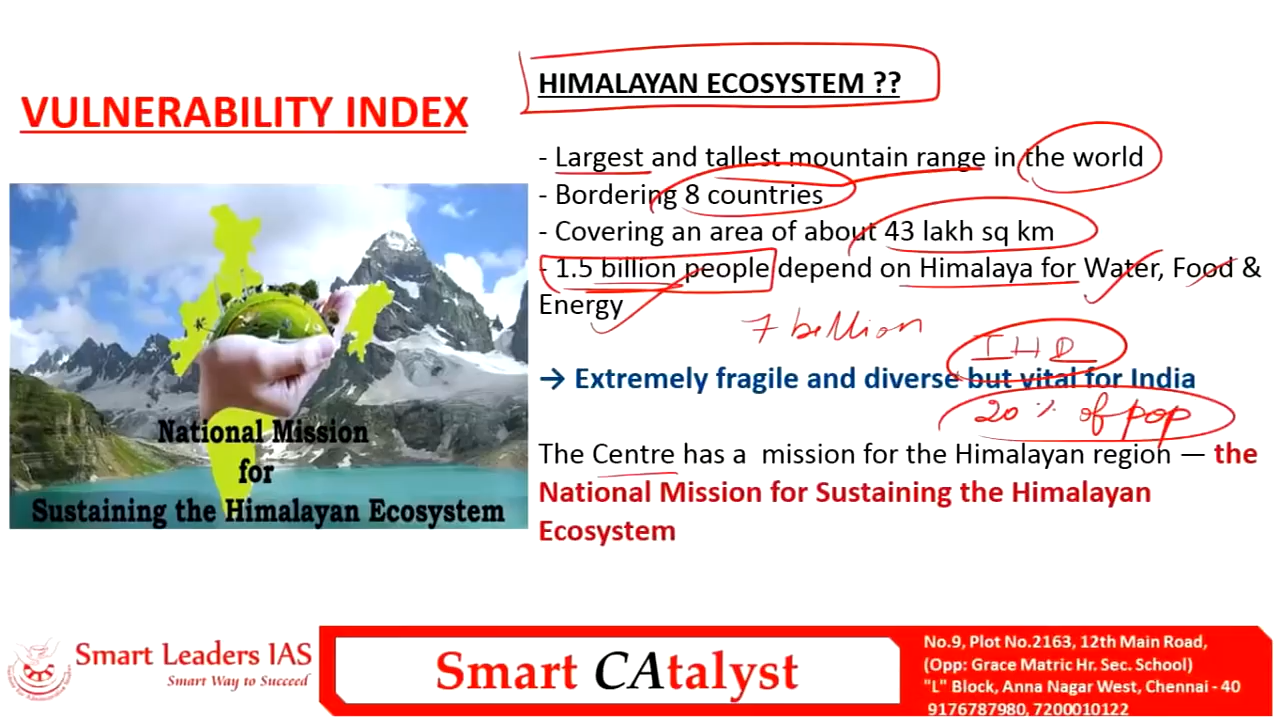 VULNERABILITY INDEX
National Mission
for
Sustaining the Himalayan Ecosystem
HIMALAYAN ECOSYSTEM ??
- Largest and tallest mountain range in the world
- Bordering 8 countries
- Covering an area of about 43 lakh sq km
- 1.5 billion people depend on Himalaya for Water, Food &
Energy
7 billion
IHR
→ Extremely fragile and diverse but vital for India
20 % of pop
The Centre has a mission for the Himalayan region — the
National Mission for Sustaining the Himalayan
Ecosystem
Smart Leaders IAS
Smart Way to Succeed
Smart CAtalyst
No.9, Plot No.2163, 12th Main Road,
(Opp: Grace Matric Hr. Sec. School)
"L" Block, Anna Nagar West, Chennai - 40
9176787980, 7200010122